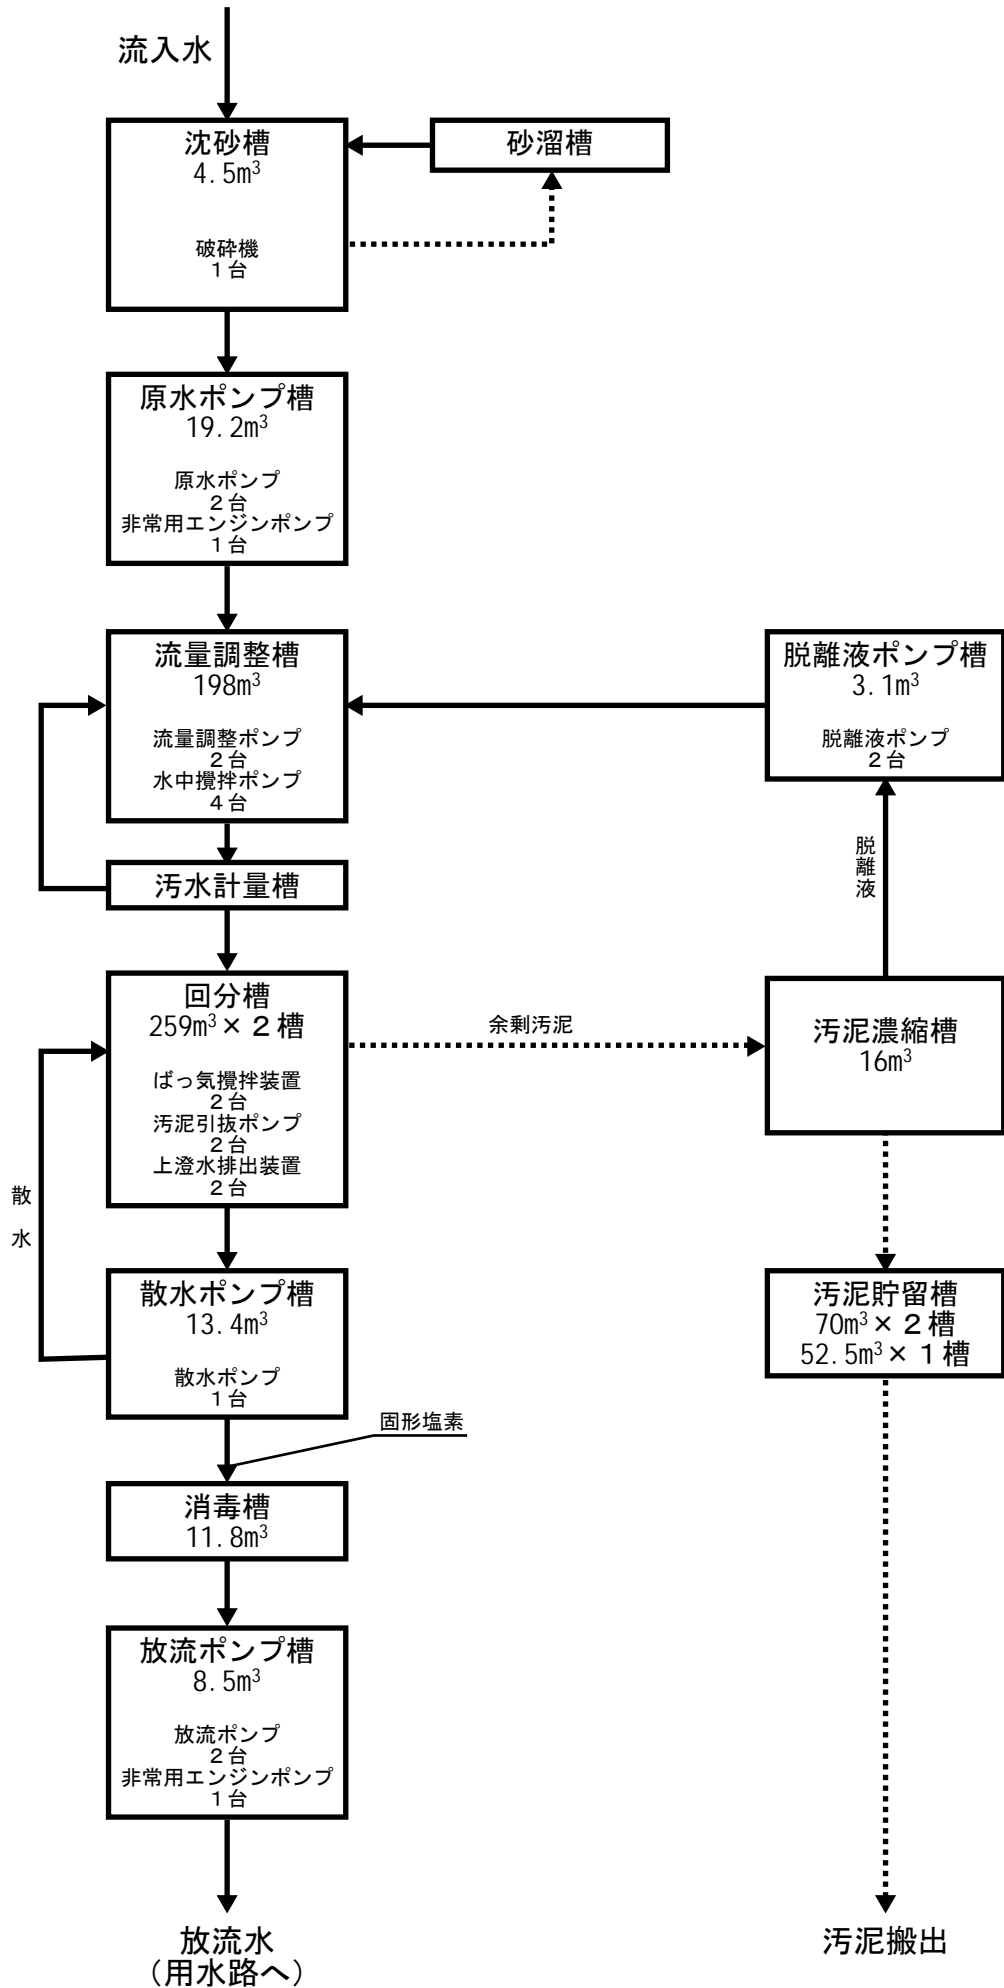 流入水
沈砂槽
4.5m³
破砕機
1台
砂溜槽
原水ポンプ槽
19.2m³
原水ポンプ
2台
非常用エンジンポンプ
1台
流量調整槽
198m³
流量調整ポンプ
2台
水中攪拌ポンプ
4台
脱離液ポンプ槽
3.1m³
脱離液ポンプ
2台
汚水計量槽
脱離液
回分槽
259m³×2槽
ばっ気攪拌装置
2台
汚泥引抜ポンプ
2台
上澄水排出装置
2台
余剰汚泥
汚泥濃縮槽
16m³
散水
散水ポンプ槽
13.4m³
散水ポンプ
1台
汚泥貯留槽
70m³×2槽
52.5m³×1槽
固形塩素
消毒槽
11.8m³
放流ポンプ槽
8.5m³
放流ポンプ
2台
非常用エンジンポンプ
1台
放流水
(用水路へ)
汚泥搬出